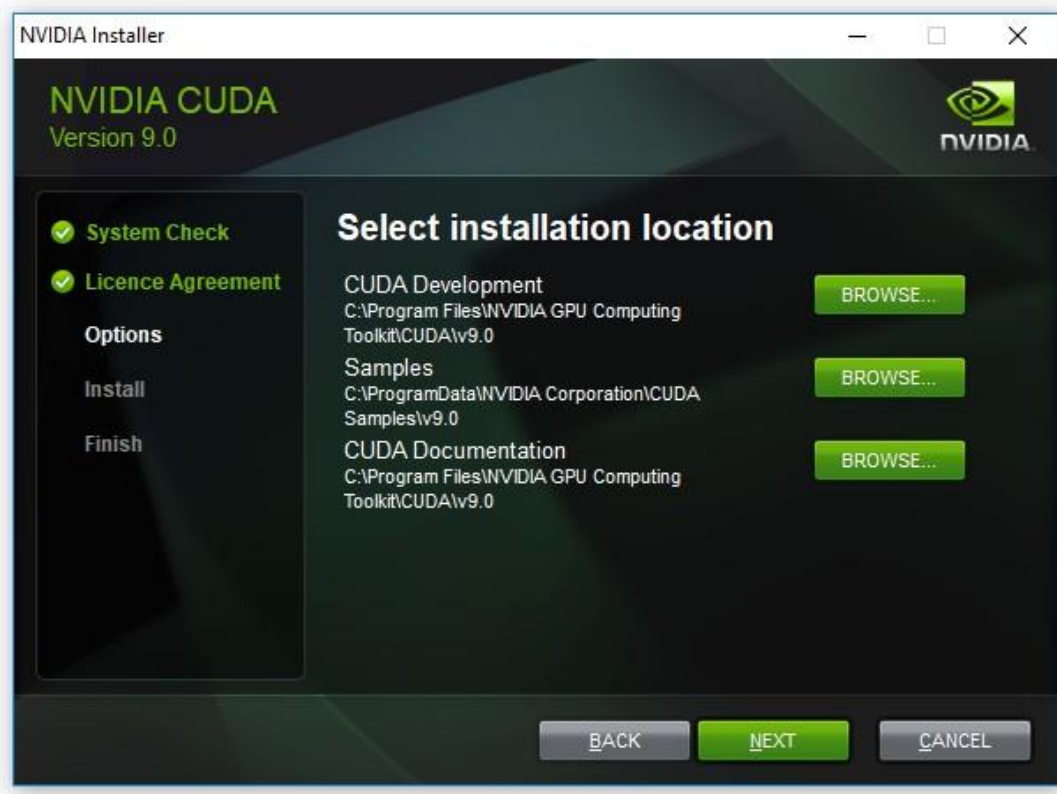 NVIDIA Installer
NVIDIA CUDA
Version 9.0
NVIDIA
System Check
Licence Agreement
Options
Install
Finish
Select installation location
CUDA Development
C:\Program Files\NVIDIA GPU Computing
Toolkit\CUDA\v9.0
BROWSE...
Samples
C:\ProgramData\NVIDIA Corporation\CUDA
Samples\v9.0
BROWSE...
CUDA Documentation
C:\Program Files\NVIDIA GPU Computing
Toolkit\CUDA\v9.0
BROWSE...
BACK NEXT CANCEL